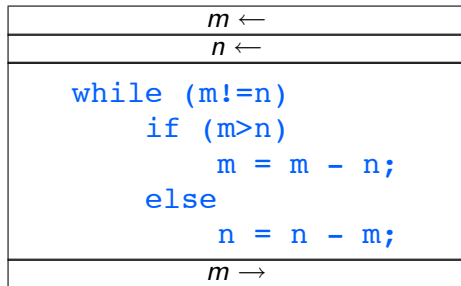 m ←
n ←
while (m!=n)
if (m>n)
m = m - n;
else
n = n - m;
m →